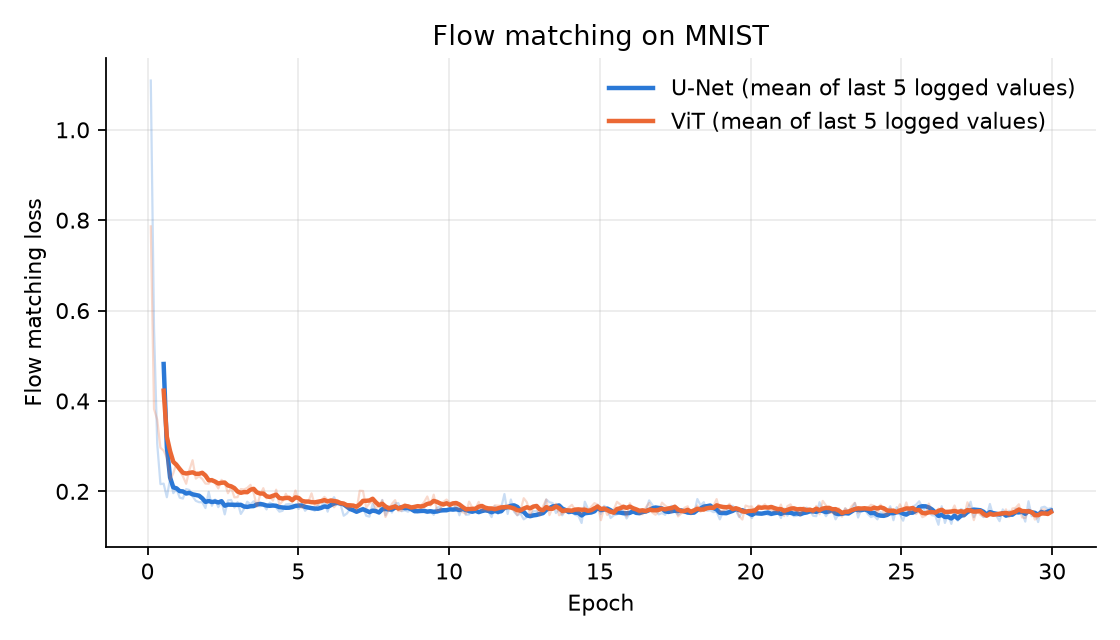 Flow matching on MNIST
U-Net (mean of last 5 logged values)
ViT (mean of last 5 logged values)
Flow matching loss
1.0
0.8
0.6
0.4
0.2
0 5 10 15 20 25 30
Epoch